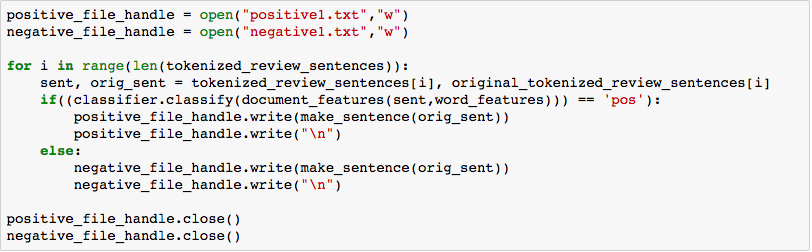 positive_file_handle = open("positive1.txt","w")
negative_file_handle = open("negative1.txt","w")

for i in range(len(tokenized_review_sentences)):
    sent, orig_sent = tokenized_review_sentences[i], original_tokenized_review_sentences[i]
    if((classifier.classify(document_features(sent,word_features))) == 'pos'):
        positive_file_handle.write(make_sentence(orig_sent))
        positive_file_handle.write("\n")
    else:
        negative_file_handle.write(make_sentence(orig_sent))
        negative_file_handle.write("\n")

positive_file_handle.close()
negative_file_handle.close()